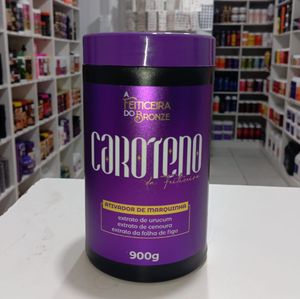 A
FEITICEIRA
DO BRONZE
CAROTENO
da Feiticeira
ATIVADOR DE MARQUINHA
extrato de urucum
extrato de cenoura
extrato da folha de figo
900g